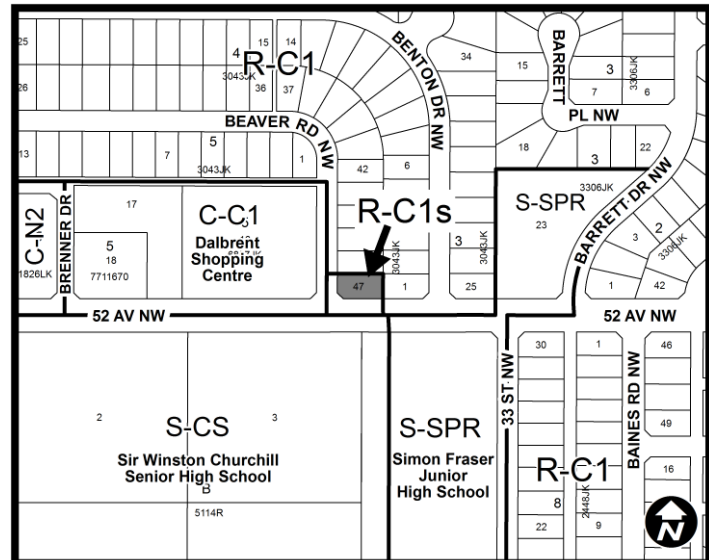 25
15
14
4
R-C1
3043JK
26
36
37
BENTON DR NW
34
BARRETT
PL NW
15
3
3306JK
7
6
BEAVER RD NW
13
7
5
3043JK
1
42
6
18
3
22
3306JK
S-SPR
23
BARRETT DR NW
3
2
3306JK
1
42
C-N2
1826LK
BRENNER DR
17
5
18
7711670
C-C1
Dalbrent
Shopping
Centre
R-C1s
3043JK
3
3043JK
47
1
25
52 AV NW
52 AV NW
2
3
S-CS
Sir Winston Churchill
Senior High School
B
5114R
S-SPR
Simon Fraser
Junior
High School
33 ST NW
30
1
BAINES RD NW
46
49
16
R-C1
8
2448JK
22
9
N